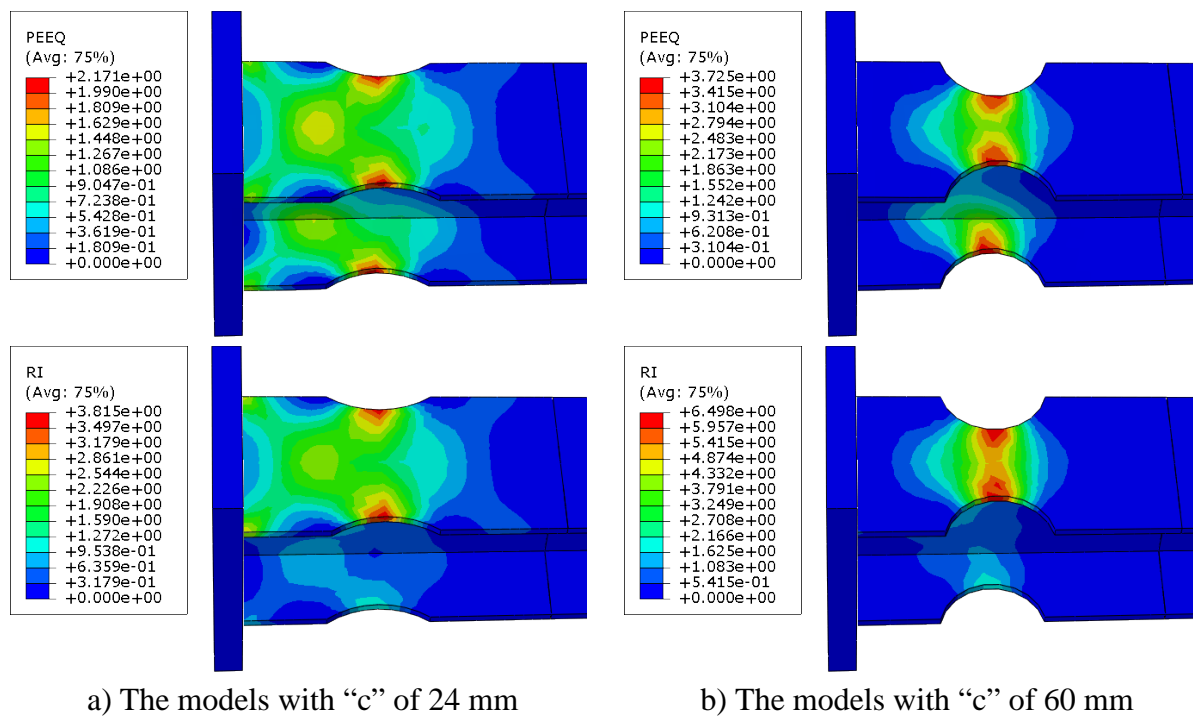 PEEQ
(Avg: 75%)
+2.171e+00
+1.990e+00
+1.809e+00
+1.629e+00
+1.448e+00
+1.267e+00
+1.086e+00
+9.047e-01
+7.238e-01
+5.428e-01
+3.619e-01
+1.809e-01
+0.000e+00
PEEQ
(Avg: 75%)
+3.725e+00
+3.415e+00
+3.104e+00
+2.794e+00
+2.483e+00
+2.173e+00
+1.863e+00
+1.552e+00
+1.242e+00
+9.313e-01
+6.208e-01
+3.104e-01
+0.000e+00
RI
(Avg: 75%)
+3.815e+00
+3.497e+00
+3.179e+00
+2.861e+00
+2.544e+00
+2.226e+00
+1.908e+00
+1.590e+00
+1.272e+00
+9.538e-01
+6.359e-01
+3.179e-01
+0.000e+00
RI
(Avg: 75%)
+6.498e+00
+5.957e+00
+5.415e+00
+4.874e+00
+4.332e+00
+3.791e+00
+3.249e+00
+2.708e+00
+2.166e+00
+1.625e+00
+1.083e+00
+5.415e-01
+0.000e+00
a) The models with “c” of 24 mm
b) The models with “c” of 60 mm